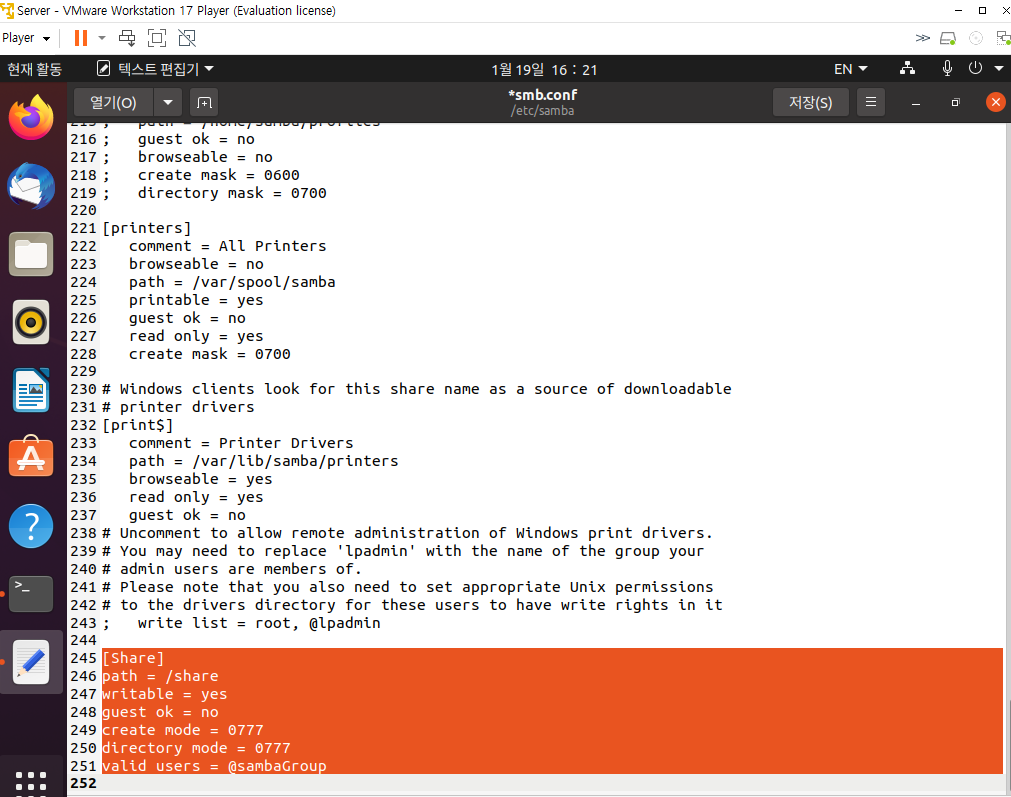 Server - VMware Workstation 17 Player (Evaluation license)
Player
현재 활동 텍스트 편집기 1월 19일 16 : 21 EN
열기(O) *smb.conf 저장(S)
/etc/samba
215 ; path = /home/samba/profiles
216 ; guest ok = no
217 ; browseable = no
218 ; create mask = 0600
219 ; directory mask = 0700
220
221 [printers]
222 comment = All Printers
223 browseable = no
224 path = /var/spool/samba
225 printable = yes
226 guest ok = no
227 read only = yes
228 create mask = 0700
229
230 # Windows clients look for this share name as a source of downloadable
231 # printer drivers
232 [print$]
233 comment = Printer Drivers
234 path = /var/lib/samba/printers
235 browseable = yes
236 read only = yes
237 guest ok = no
238 # Uncomment to allow remote administration of Windows print drivers.
239 # You may need to replace 'lpadmin' with the name of the group your
240 # admin users are members of.
241 # Please note that you also need to set appropriate Unix permissions
242 # to the drivers directory for these users to have write rights in it
243 ; write list = root, @lpadmin
244
245 [Share]
246 path = /share
247 writable = yes
248 guest ok = no
249 create mode = 0777
250 directory mode = 0777
251 valid users = @sambaGroup
252